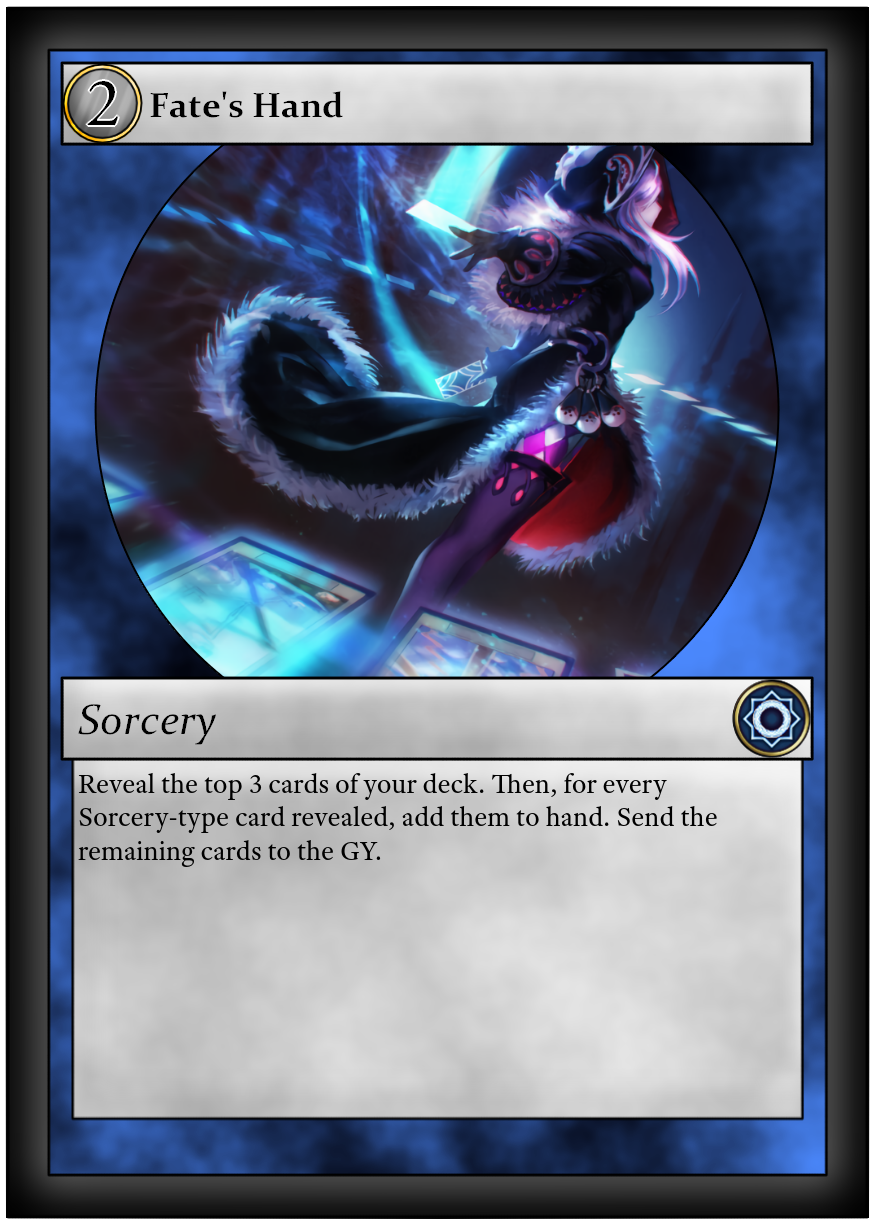 2 Fate's Hand
Sorcery
Reveal the top 3 cards of your deck. Then, for every
Sorcery-type card revealed, add them to hand. Send the
remaining cards to the GY.